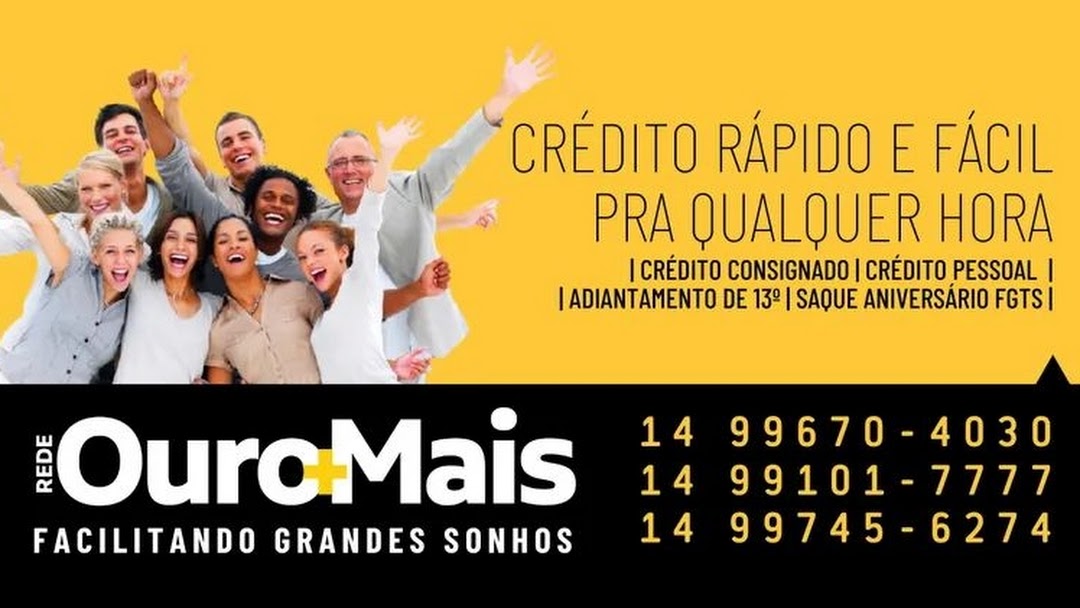 CRÉDITO RÁPIDO E FÁCIL
PRA QUALQUER HORA
| CRÉDITO CONSIGNADO | CRÉDITO PESSOAL |
| ADIANTAMENTO DE 13º | SAQUE ANIVERSÁRIO FGTS |
REDE
Ouro+Mais
FACILITANDO GRANDES SONHOS
14 99670-4030
14 99101-7777
14 99745-6274